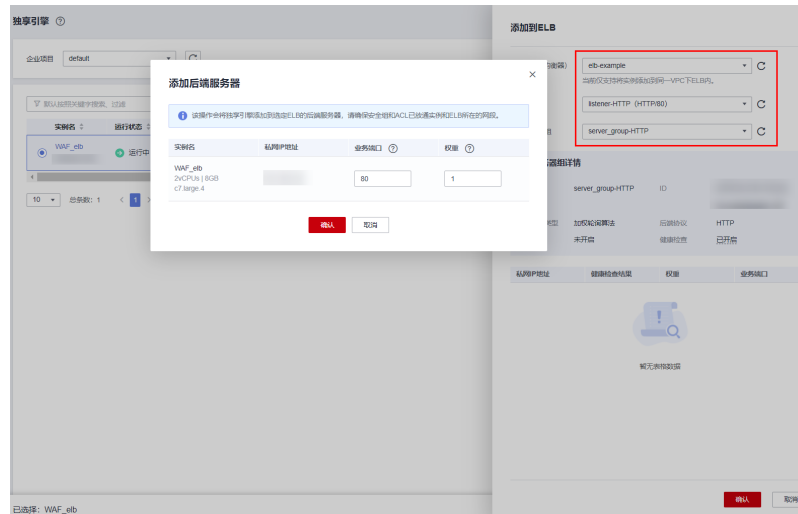 独享引擎
企业项目 default
默认按照关键字搜索、过滤
实例名 运行状态
WAF_elb
运行中
10 总条数：1 1
已选择：WAF_elb
添加后端服务器
该操作会将独享引擎添加到选定ELB的后端服务器，请确保安全组和ACL已放通实例和ELB所在的网段。
实例名 私网IP地址 业务端口 权重
WAF_elb
2vCPUs | 8GB
c7.large.4
80 1
确认 取消
添加到ELB
elb-example
当前仅支持将实例添加到同一VPC下ELB内。
listener-HTTP (HTTP/80)
server_group-HTTP
器组详情
server_group-HTTP ID
加权轮询算法 后端协议 HTTP
未开启 健康检查 已开启
私网IP地址 健康检查结果 权重 业务端口
暂无表格数据
确认 取消